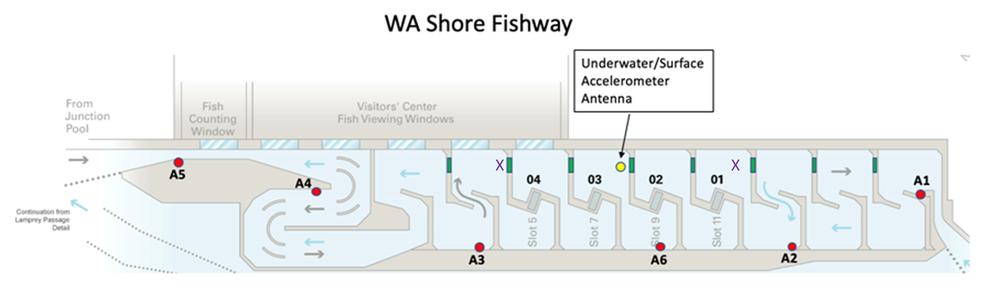 WA Shore Fishway
Underwater/Surface
Accelerometer
Antenna
From
Junction
Pool
Fish
Counting
Window
Visitors' Center
Fish Viewing Windows
A5
A4
X
04
03
02
01
X
A1
Continuation from
Lamprey Passage
Detail
Slot 5
Slot 7
Slot 9
Slot 11
A3
A6
A2